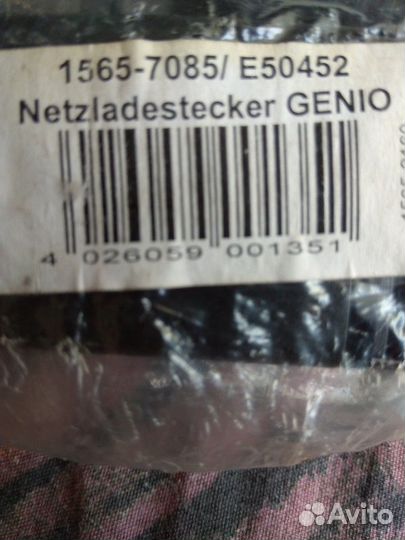 1565-7085/ E50452
Netzladestecker GENIO
4 026059 001351
Avito